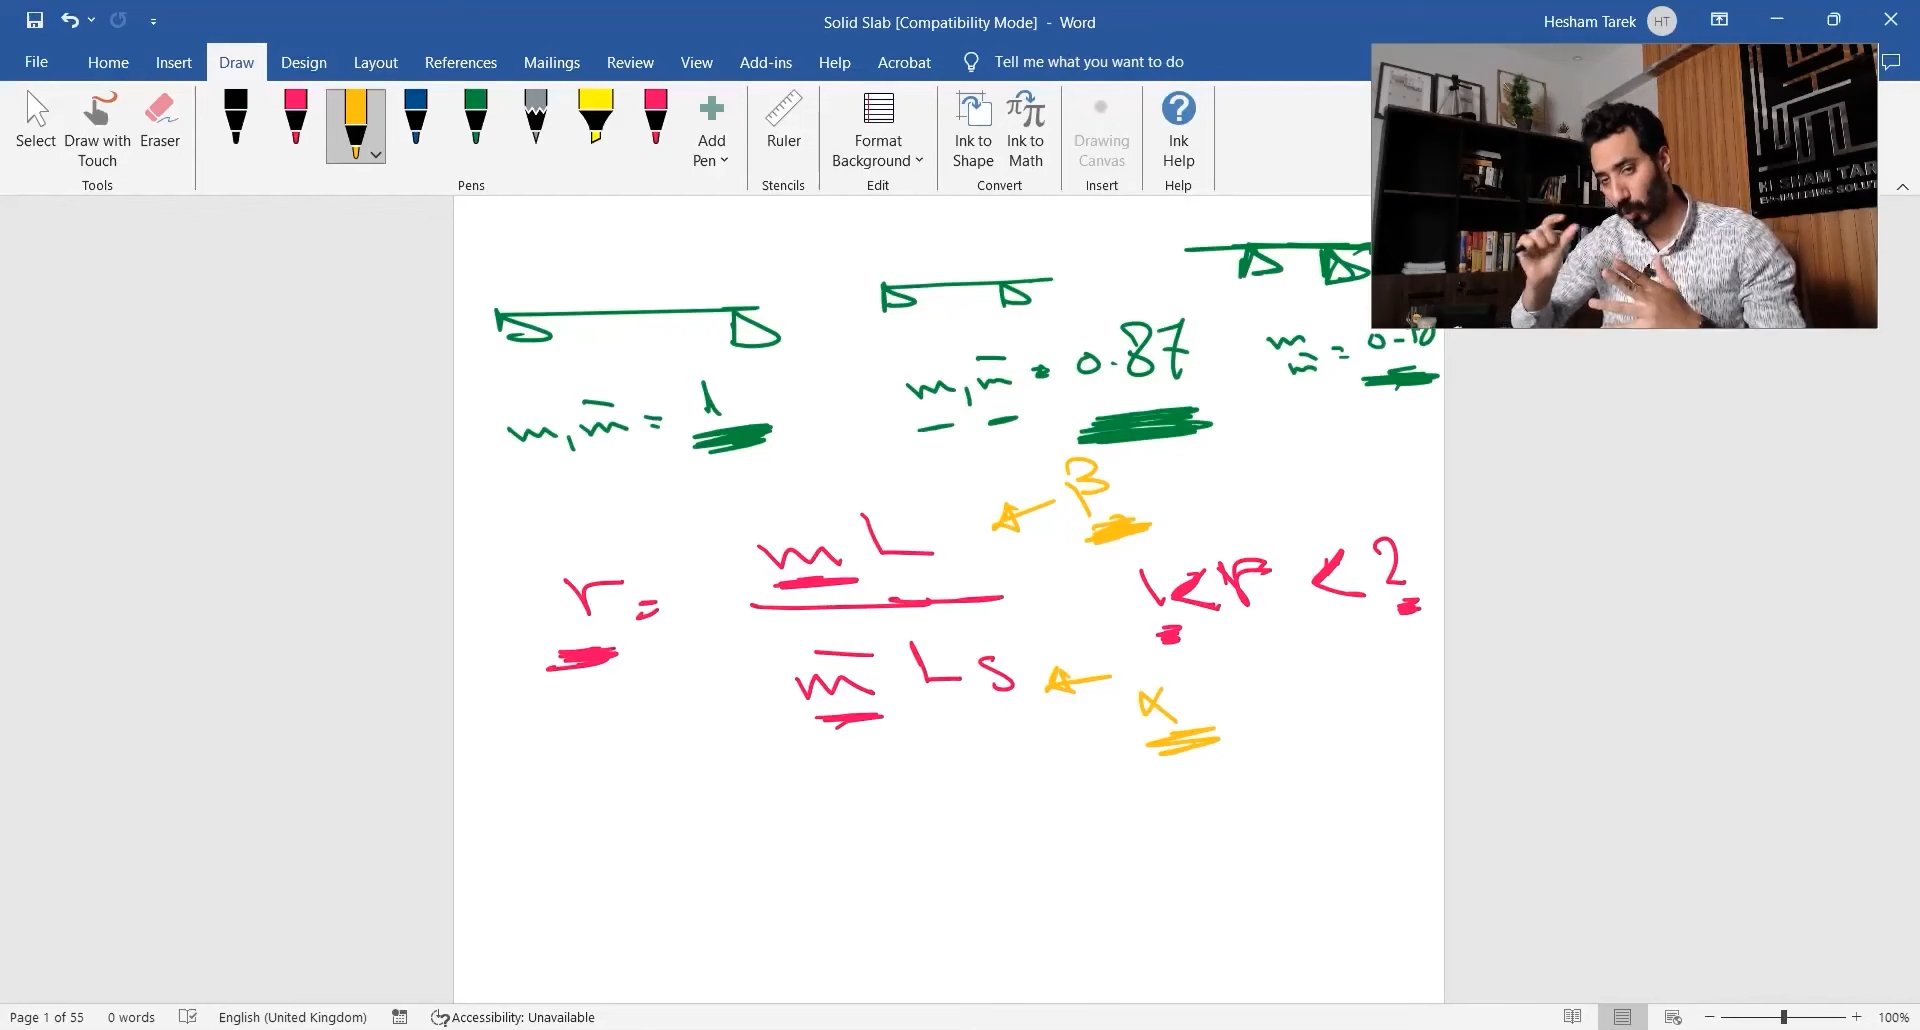 Solid Slab [Compatibility Mode] - Word
Hesham Tarek HT
File Home Insert Draw Design Layout References Mailings Review View Add-ins Help Acrobat Tell me what you want to do
Select
Draw with Touch
Eraser
Add Pen
Ruler
Format Background
Ink to Shape
Ink to Math
Drawing Canvas
Ink Help
Tools Pens Stencils Edit Convert Insert Help
m, m̅ = 1
m, m̅ = 0.87
m
m̅ =
β
r = m L
m̅ Ls
1 < r < 2
α
Page 1 of 55 0 words English (United Kingdom) Accessibility: Unavailable 100%